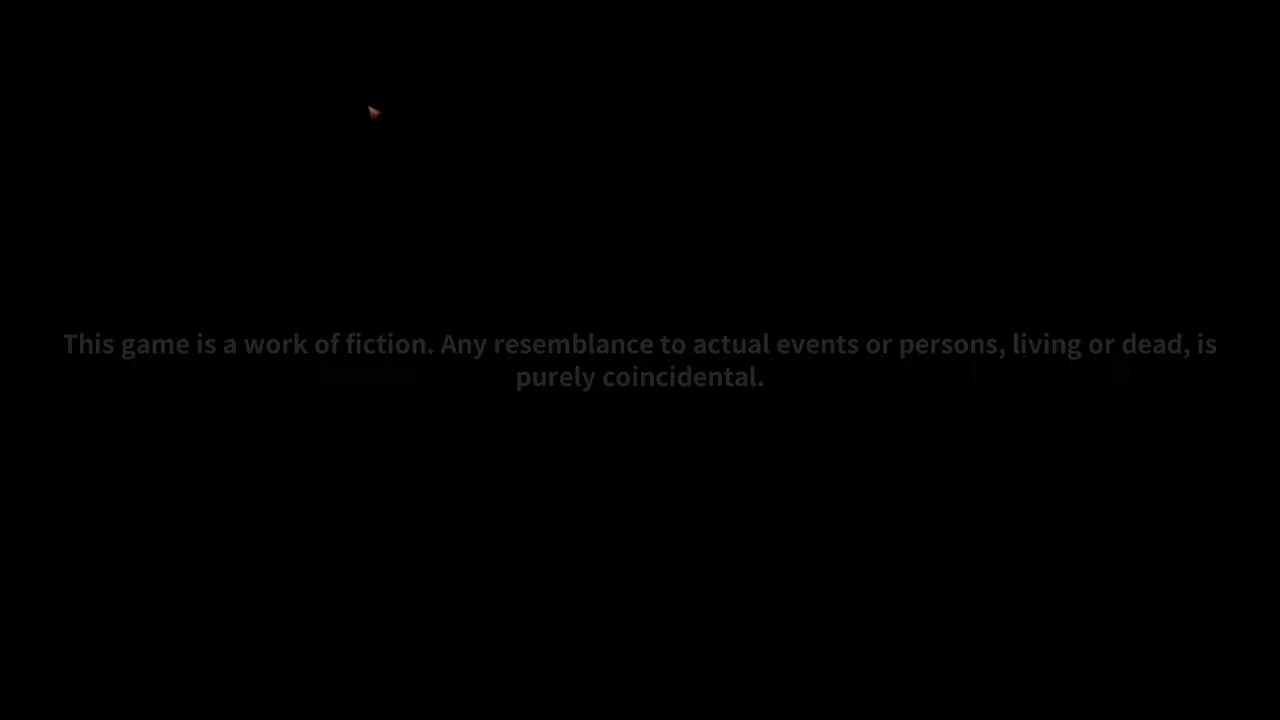 This game is a work of fiction. Any resemblance to actual events or persons, living or dead, is
purely coincidental.